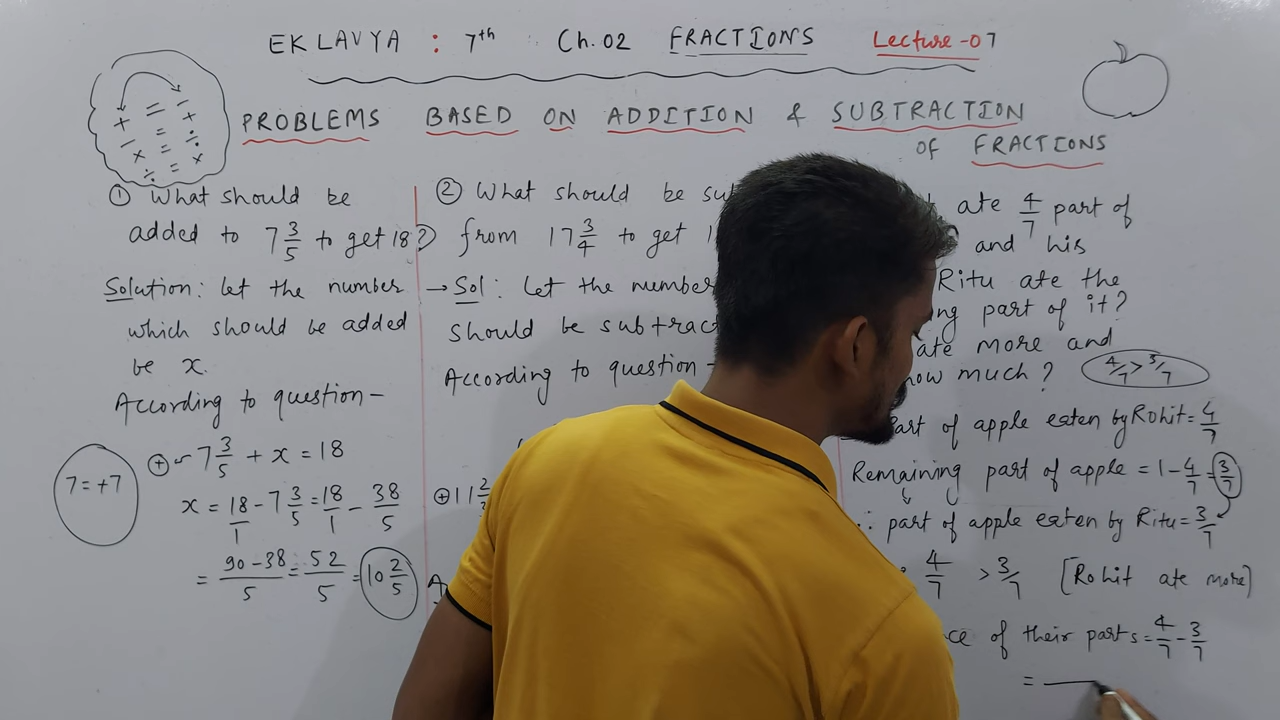 EKLAVYA : 7th Ch.02 FRACTIONS Lecture-07
PROBLEMS BASED ON ADDITION & SUBTRACTION
OF FRACTIONS
+ = − +
− = ÷
× = ×
÷ =
① What should be
added to 7 3/5 to get 18?
Solution: let the number
which should be added
be x.
According to question –
⊕ 7 3/5 + x = 18
7 = +7
x = 18/1 - 7 3/5 = 18/1 - 38/5
= 90-38/5 = 52/5 = 10 2/5
② What should be
from 17 3/4 to get
→ Sol : let the number
should be subtract
According to question –
⊕ 11
ate 4/7 part of
and his
Ritu ate the
part of it?
ate more and
how much? 4/7 > 3/7
part of apple eaten by Rohit = 4/7
Remaining part of apple = 1 - 4/7 = 3/7
∴ part of apple eaten by Ritu = 3/7
4/7 > 3/7 [Rohit ate more]
of their parts = 4/7 - 3/7
=